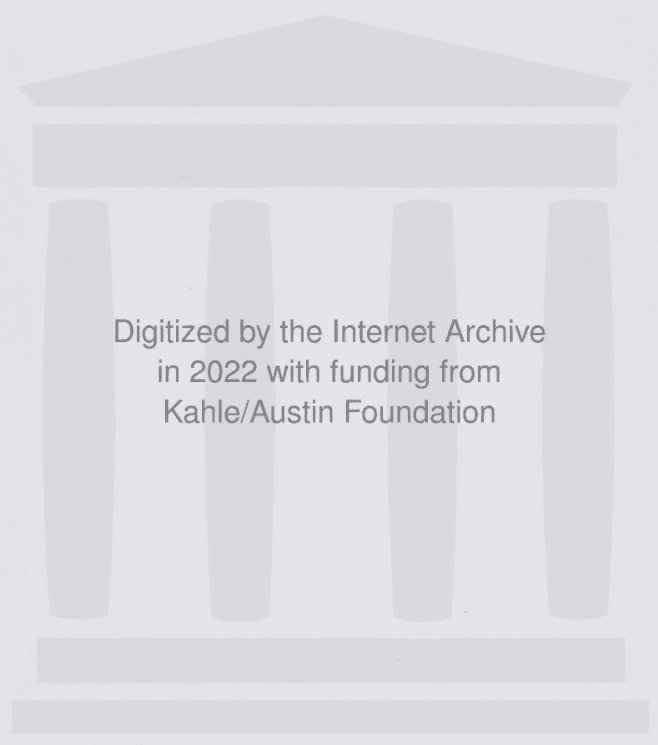 Digitized by the Internet Archive
in 2022 with funding from
Kahle/Austin Foundation